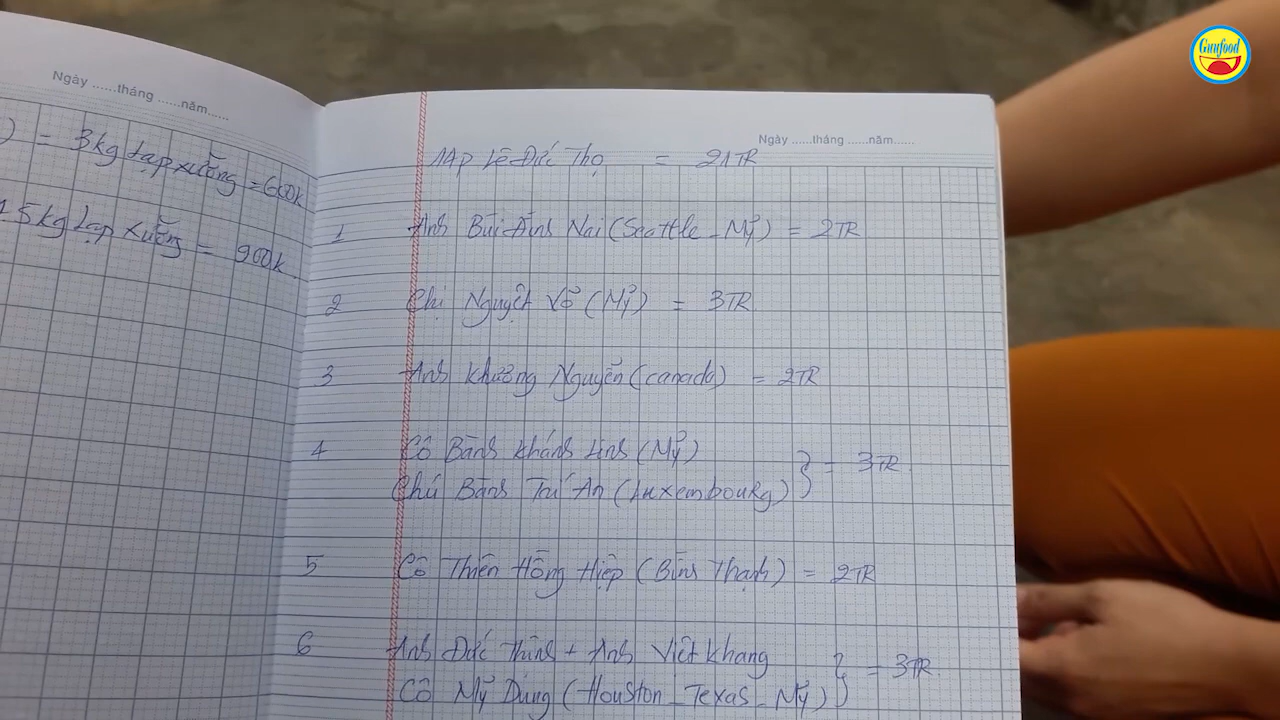 Gunfood
Ngày ......tháng ......năm......
) = 3kg Lạp xưởng = 600k
15kg Lạp xưởng = 900k.
Ngày ......tháng ......năm......
Lê Đức Thọ = 21TR
1 Anh Bùi Đình Nai (Seattle - Mỹ) = 2TR
2 Chị Nguyệt Võ (Mỹ) = 3TR.
3 Anh Khương Nguyễn (canada) = 2TR
4 Cô Bành Khánh Linh (Mỹ)
Chú Bành Trí An (Luxembourg) } = 3TR.
5 Cô Thiên Hồng Hiệp (Bình Thạnh) = 2TR
6 Anh Đức Thịnh + Anh Việt Khang
Cô Mỹ Dung (Houston - Texas - Mỹ) } = 3TR.